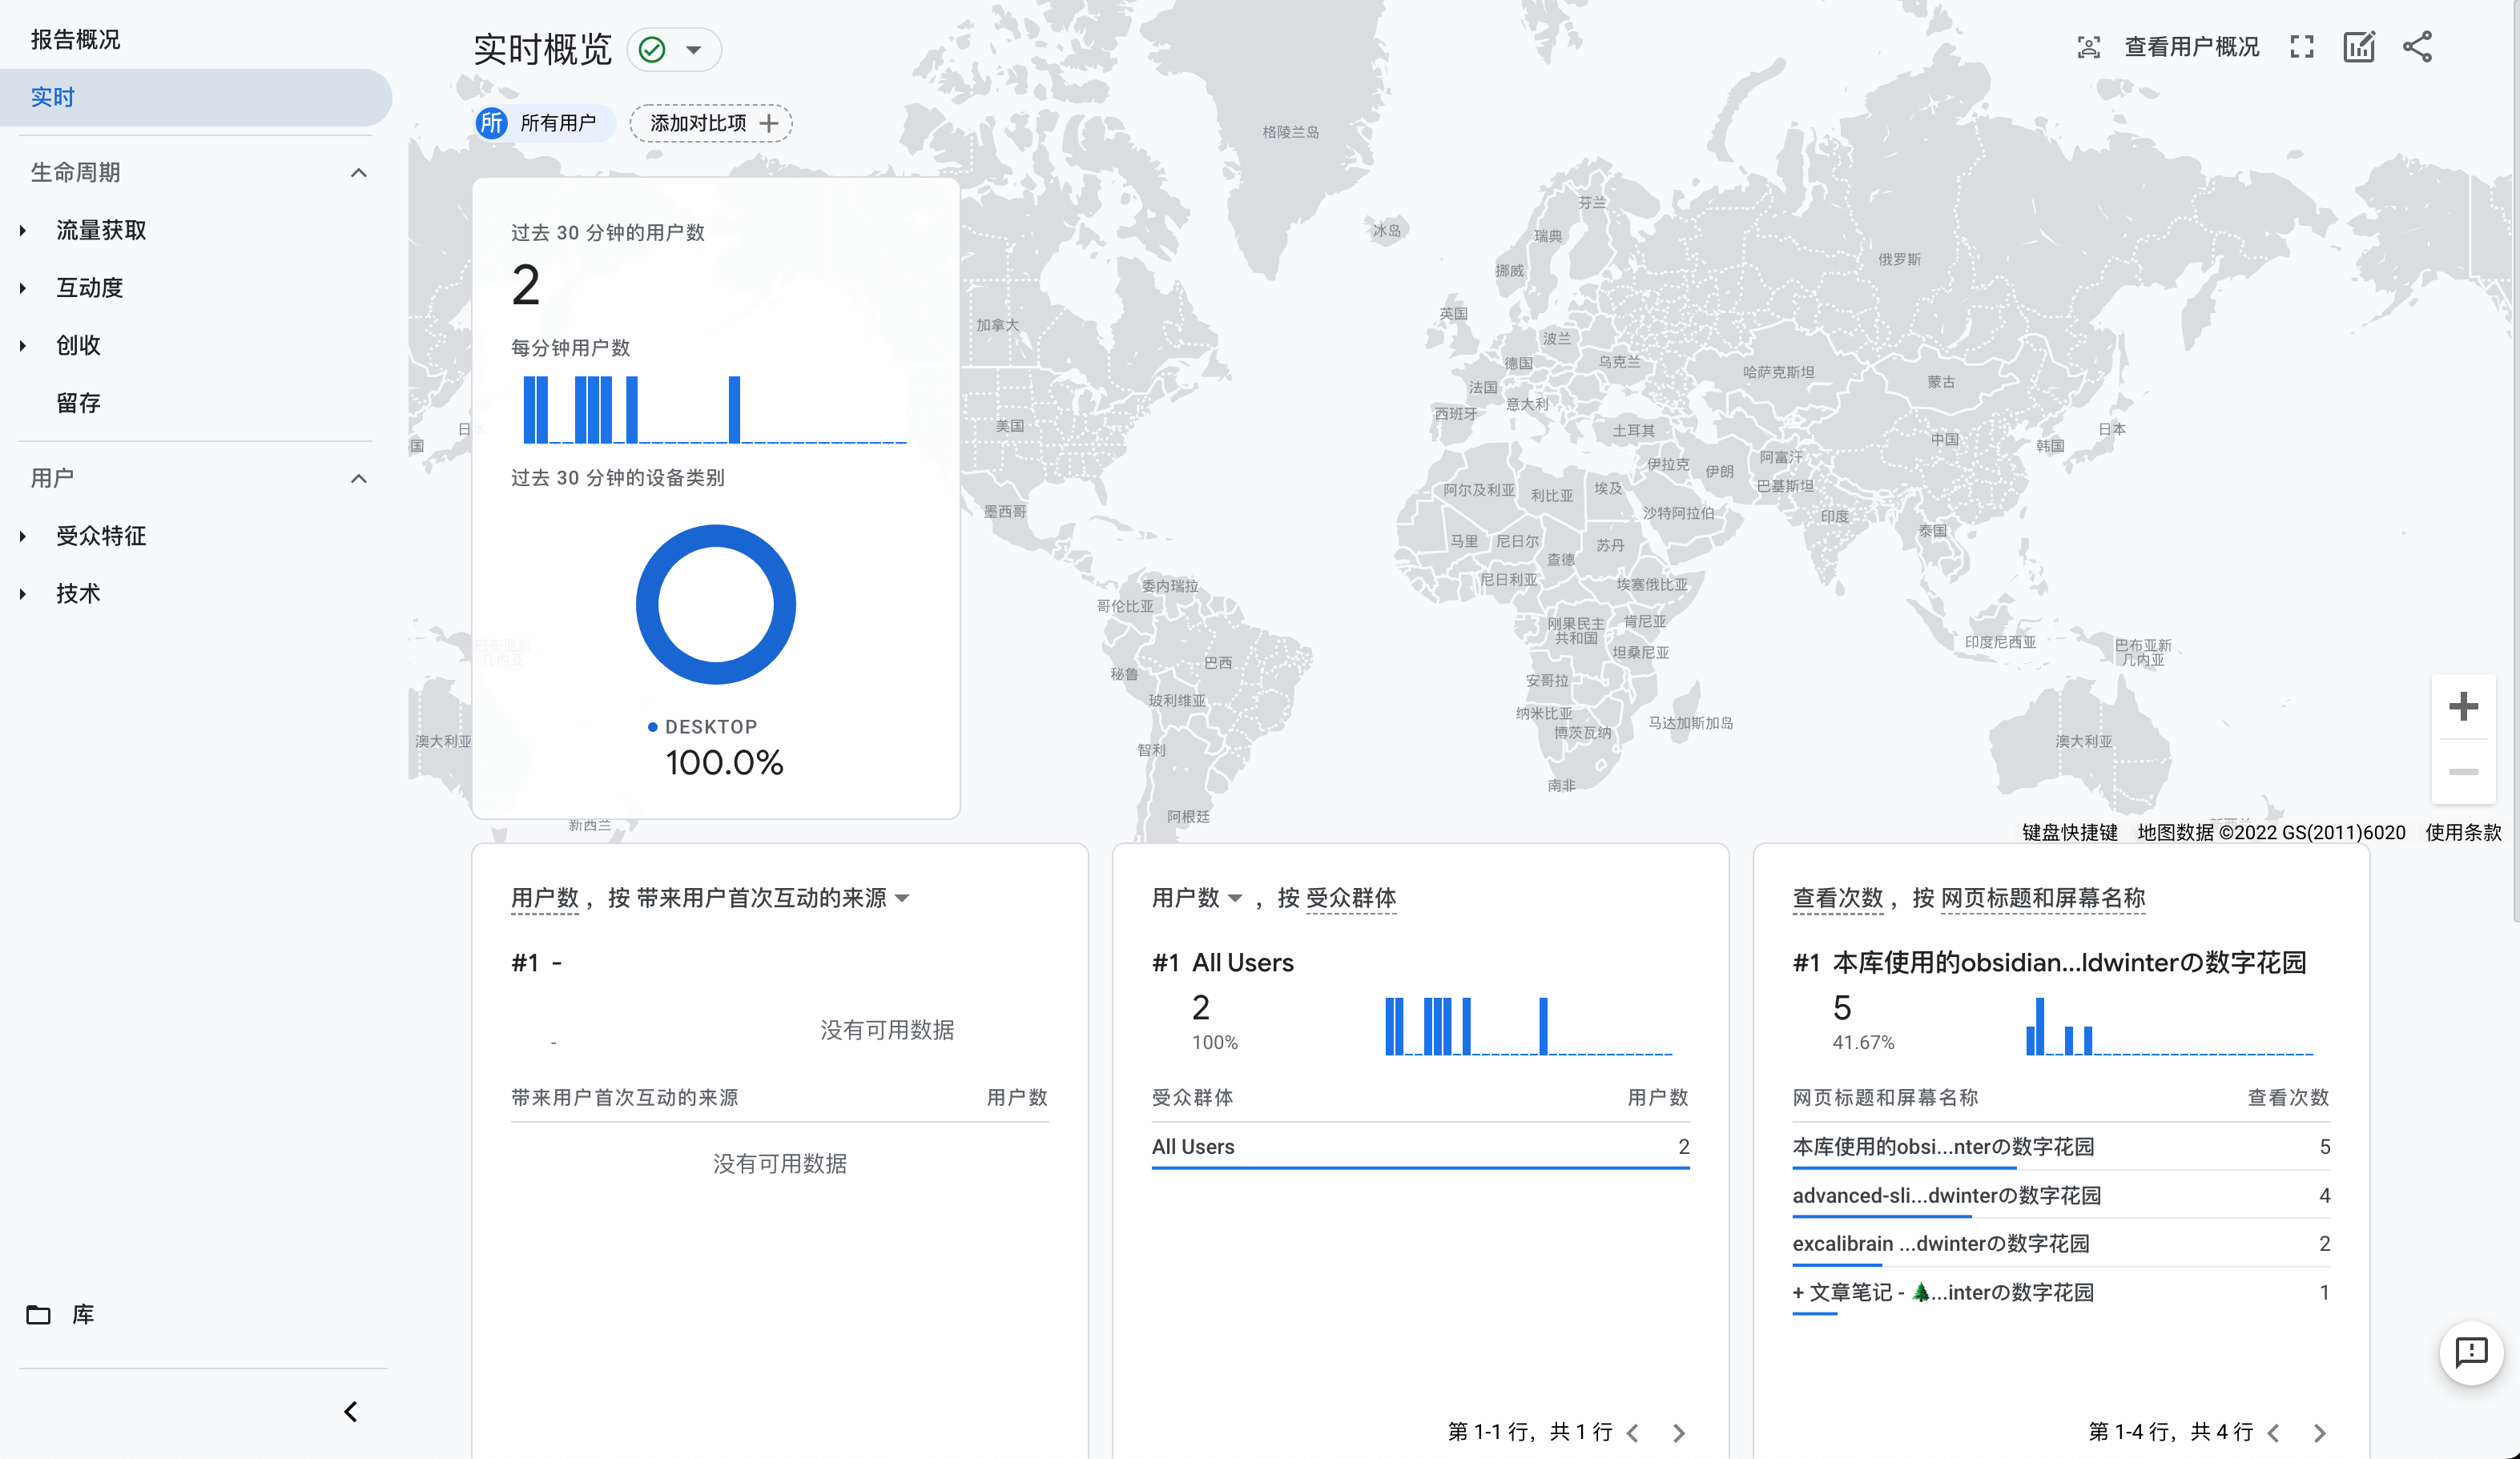 报告概况
实时
生命周期
流量获取
互动度
创收
留存
用户
受众特征
技术
库
实时概览
查看用户概况
所 所有用户
添加对比项
过去 30 分钟的用户数
2
每分钟用户数
过去 30 分钟的设备类别
DESKTOP
100.0%
格陵兰岛
冰岛
芬兰
瑞典
挪威
俄罗斯
英国
波兰
德国
乌克兰
法国
意大利
西班牙
哈萨克斯坦
蒙古
加拿大
美国
墨西哥
土耳其
中国
韩国
日本
国
日本
伊拉克
伊朗
阿富汗
巴基斯坦
阿尔及利亚
利比亚
埃及
沙特阿拉伯
印度
泰国
马里
尼日尔
苏丹
查德
尼日利亚
埃塞俄比亚
委内瑞拉
哥伦比亚
刚果民主
共和国
肯尼亚
坦桑尼亚
印度尼西亚
巴布亚新
几内亚
巴布亚新
几内亚
巴西
秘鲁
玻利维亚
安哥拉
纳米比亚
博茨瓦纳
马达加斯加岛
智利
南非
阿根廷
澳大利亚
澳大利亚
新西兰
键盘快捷键
地图数据 ©2022 GS(2011)6020
使用条款
用户数 ，按 带来用户首次互动的来源
#1 -
-
没有可用数据
带来用户首次互动的来源 用户数
没有可用数据
用户数 ，按 受众群体
#1 All Users
2
100%
受众群体 用户数
All Users 2
第 1-1 行，共 1 行
查看次数 ，按 网页标题和屏幕名称
#1 本库使用的obsidian...ldwinterの数字花园
5
41.67%
网页标题和屏幕名称 查看次数
本库使用的obsi...nterの数字花园 5
advanced-sli...dwinterの数字花园 4
excalibrain ...dwinterの数字花园 2
+ 文章笔记 - 🌲...interの数字花园 1
第 1-4 行，共 4 行